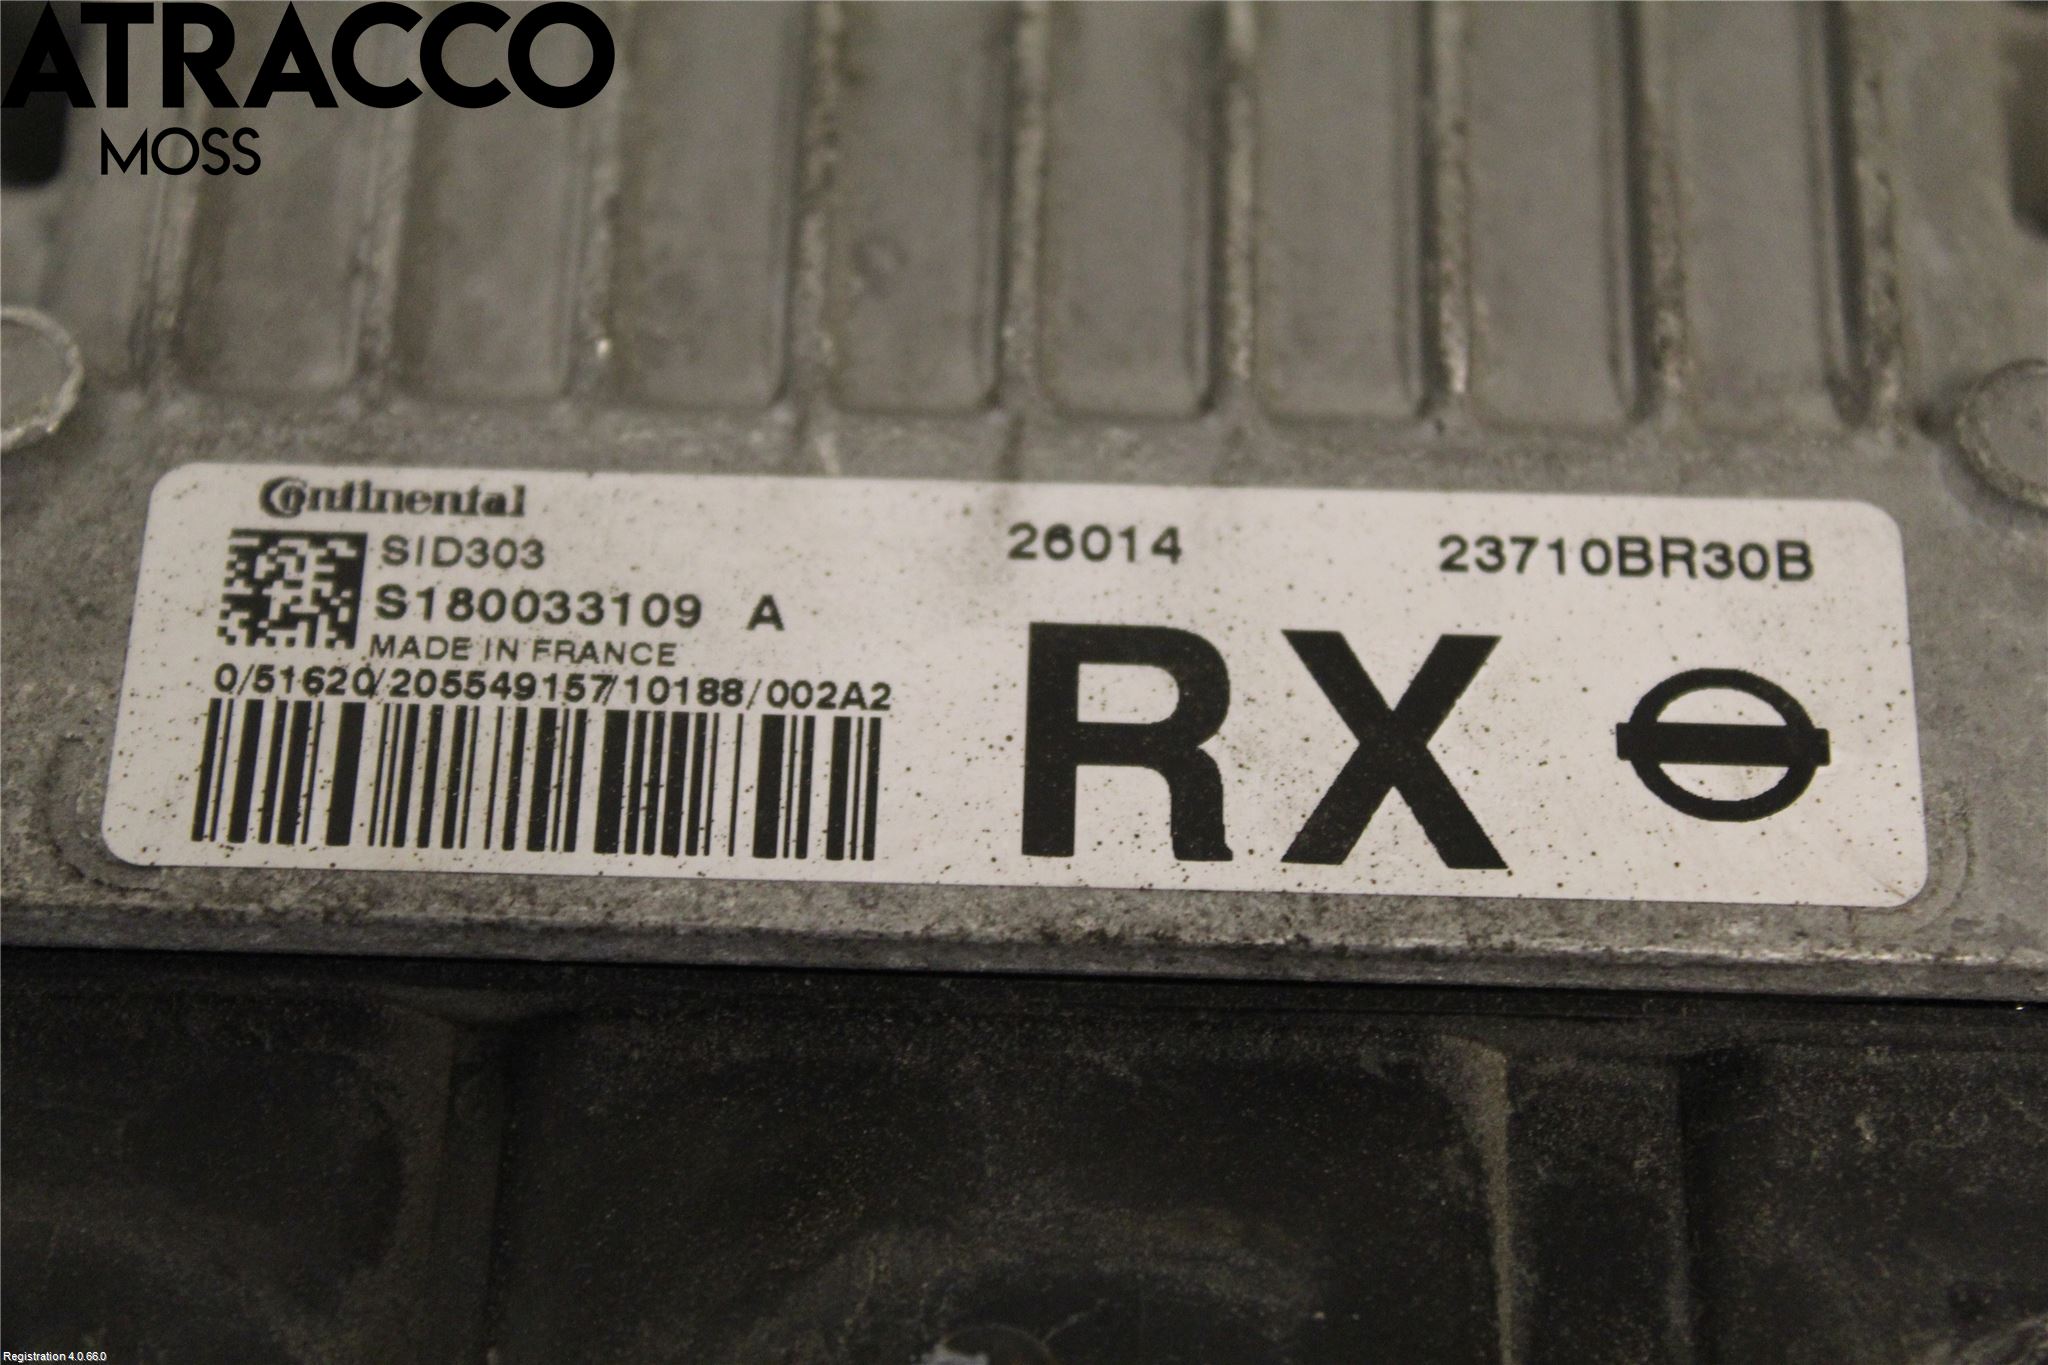 ATRACCO
MOSS
Continental
SID303
26014
23710BR30B
S180033109 A
MADE IN FRANCE
0/51620/205549157/10188/002A2
RX
Registration 4.0.66.0